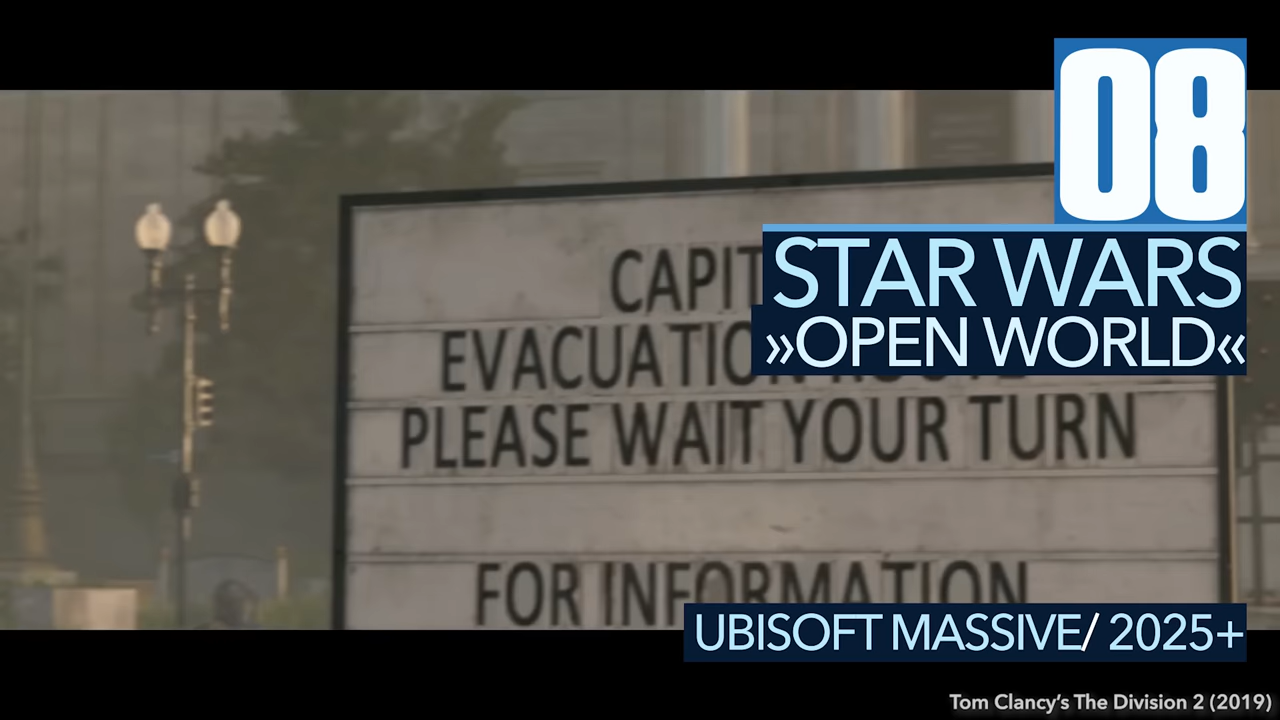 08
STAR WARS
»OPEN WORLD«
CAPIT
EVACUATIO
PLEASE WAIT YOUR TURN
FOR INFORMATION
UBISOFT MASSIVE/ 2025+
Tom Clancy's The Division 2 (2019)